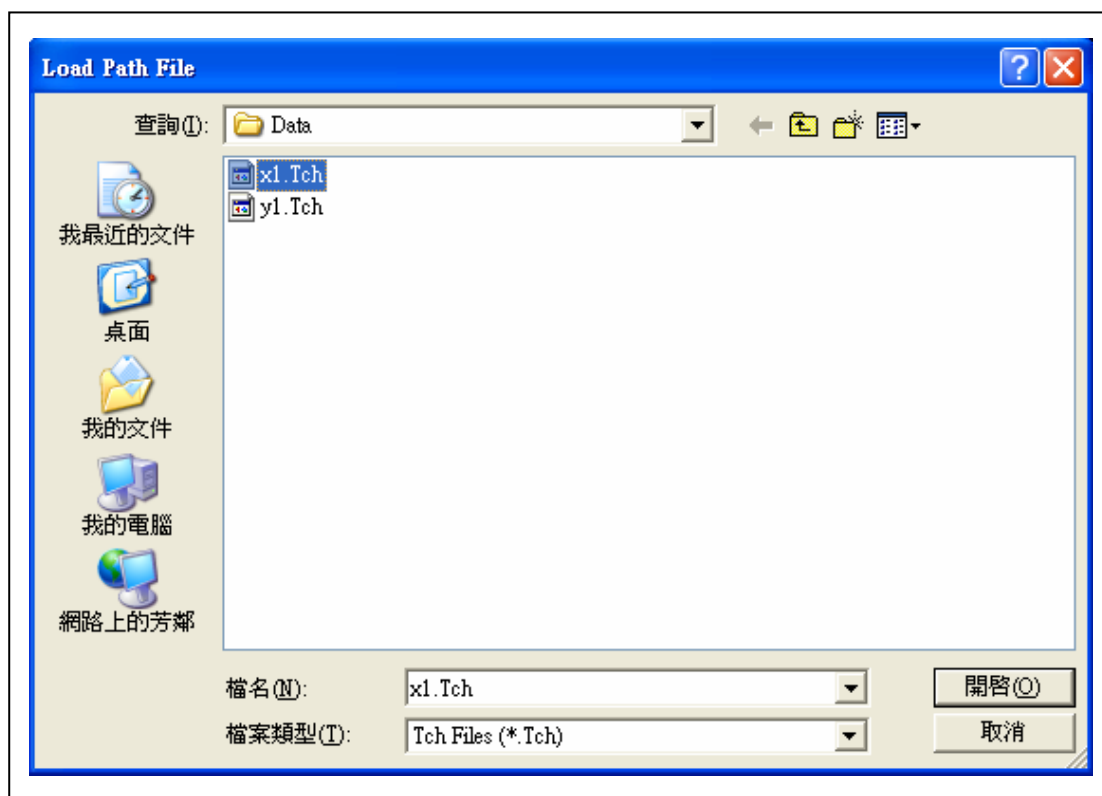 Load Path File
查詢(I):
Data
x1.Tch
y1.Tch
我最近的文件
桌面
我的文件
我的電腦
網路上的芳鄰
檔名(N):
x1.Tch
開啓(O)
檔案類型(T):
Tch Files (*.Tch)
取消